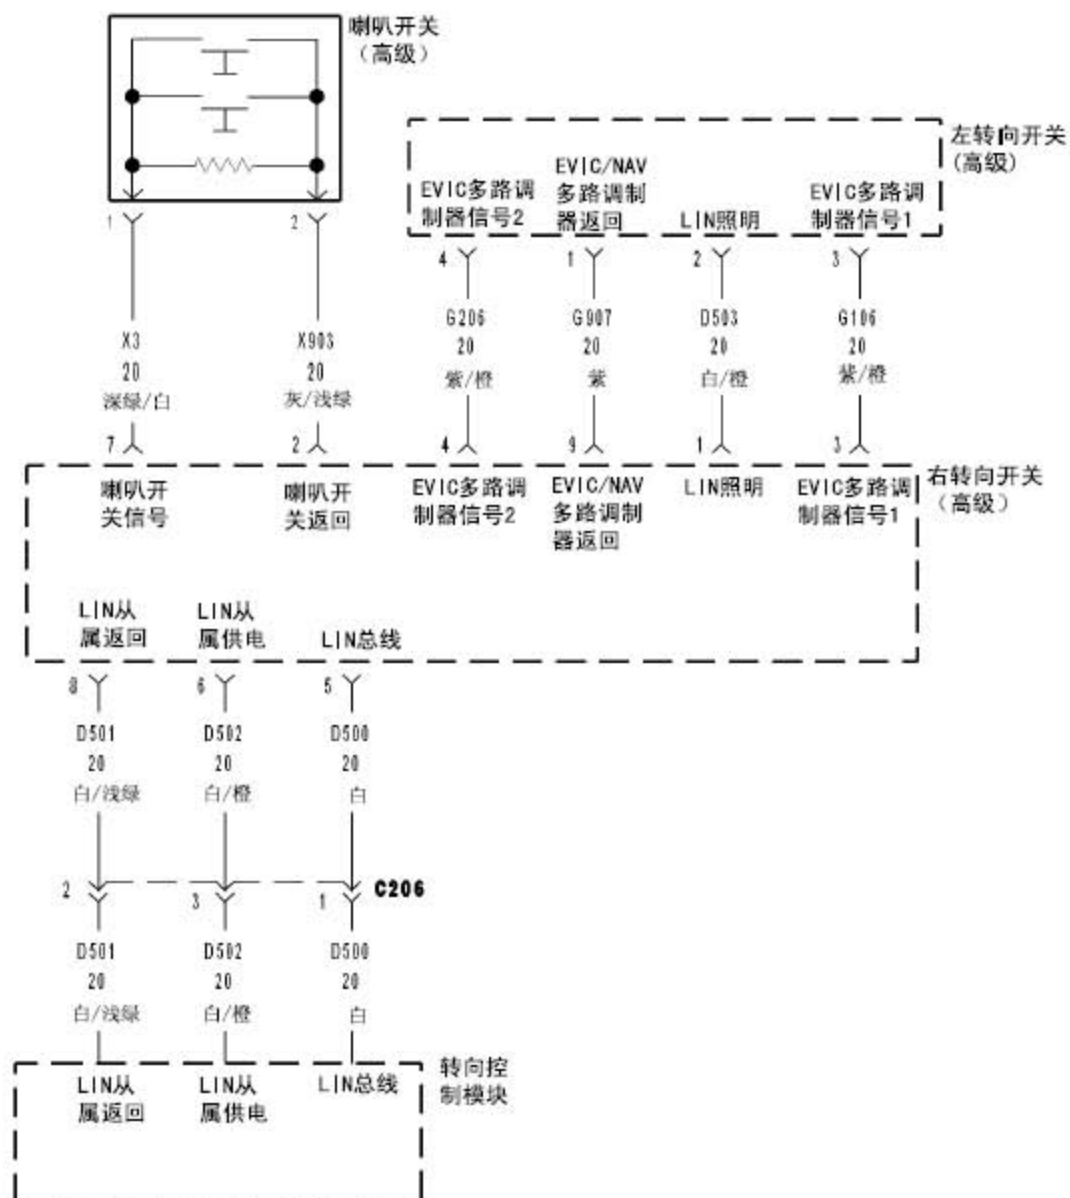 喇叭开关
（高级）
左转向开关
(高级)
EVIC多路调
制器信号2
EVIC/NAV
多路调制
器返回
LIN照明
EVIC多路调
制器信号1
1
2
4
1
2
3
X3
20
深绿/白
X903
20
灰/浅绿
G206
20
紫/橙
G907
20
紫
D503
20
白/橙
G106
20
紫/橙
7
2
4
9
1
3
右转向开关
（高级）
喇叭开
关信号
喇叭开
关返回
EVIC多路调
制器信号2
EVIC/NAV
多路调制
器返回
LIN照明
EVIC多路调
制器信号1
LIN从
属返回
LIN从
属供电
LIN总线
8
6
5
D501
20
白/浅绿
D502
20
白/橙
D500
20
白
2
3
1
C206
D501
20
白/浅绿
D502
20
白/橙
D500
20
白
转向控
制模块
LIN从
属返回
LIN从
属供电
LIN总线